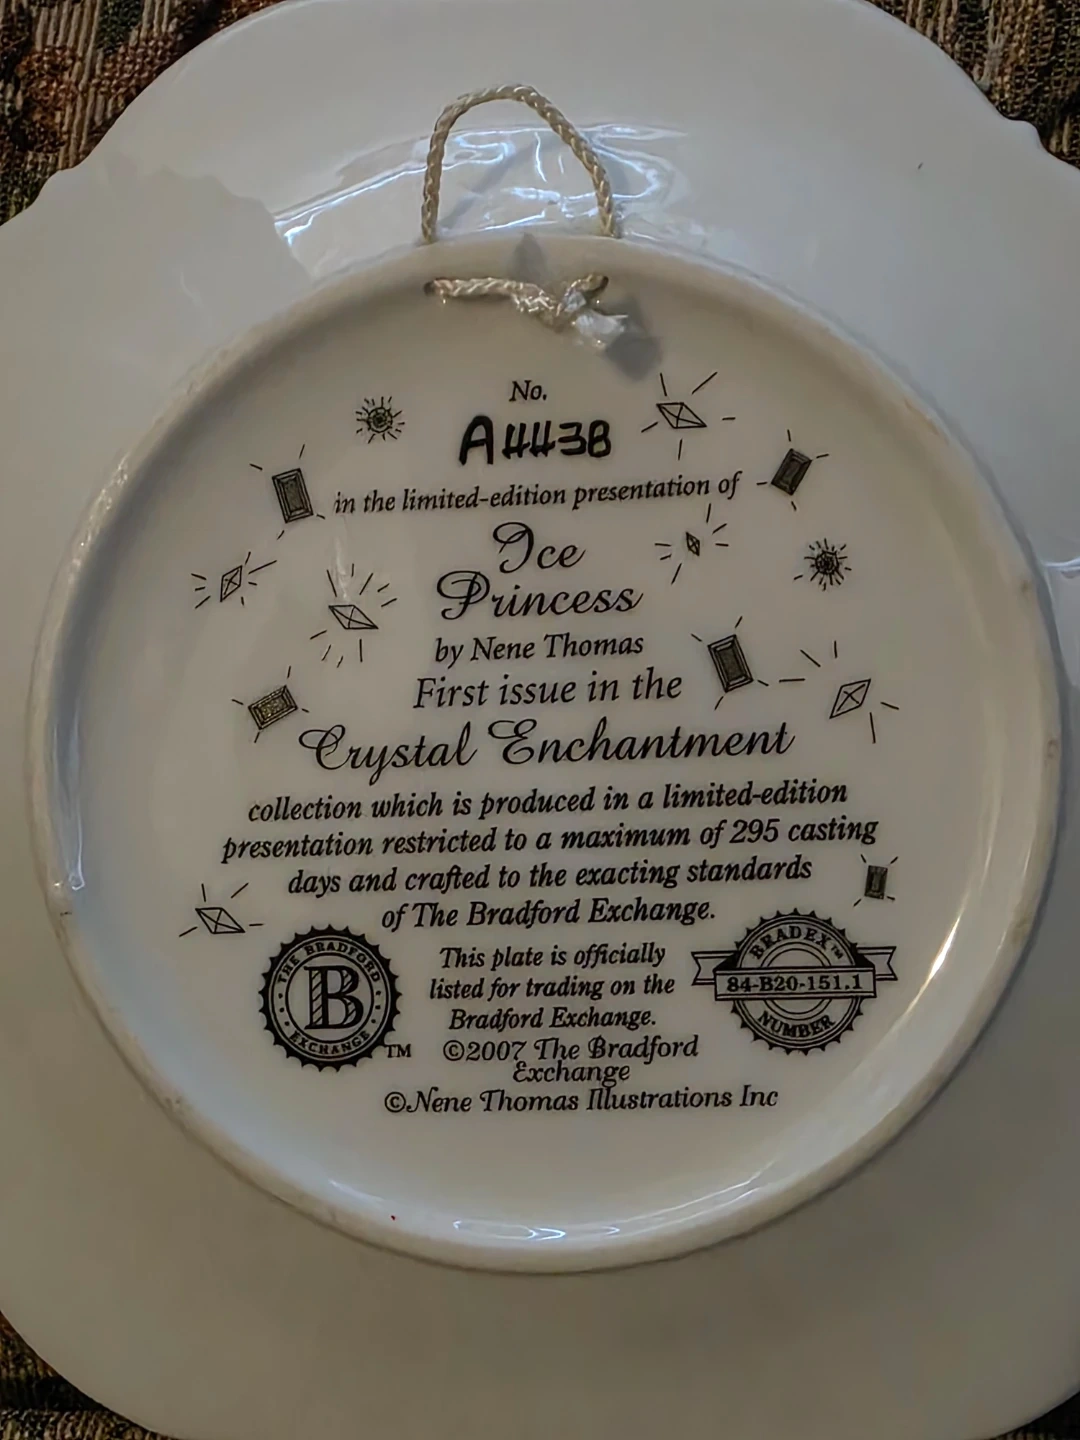 No.
A4438
in the limited-edition presentation of
Ice
Princess
by Nene Thomas
First issue in the
Crystal Enchantment
collection which is produced in a limited-edition
presentation restricted to a maximum of 295 casting
days and crafted to the exacting standards
of The Bradford Exchange.
THE BRADFORD
B
EXCHANGE
TM
This plate is officially
listed for trading on the
Bradford Exchange.
BRADEX™
84-B20-151.1
NUMBER
©2007 The Bradford
Exchange
©Nene Thomas Illustrations Inc